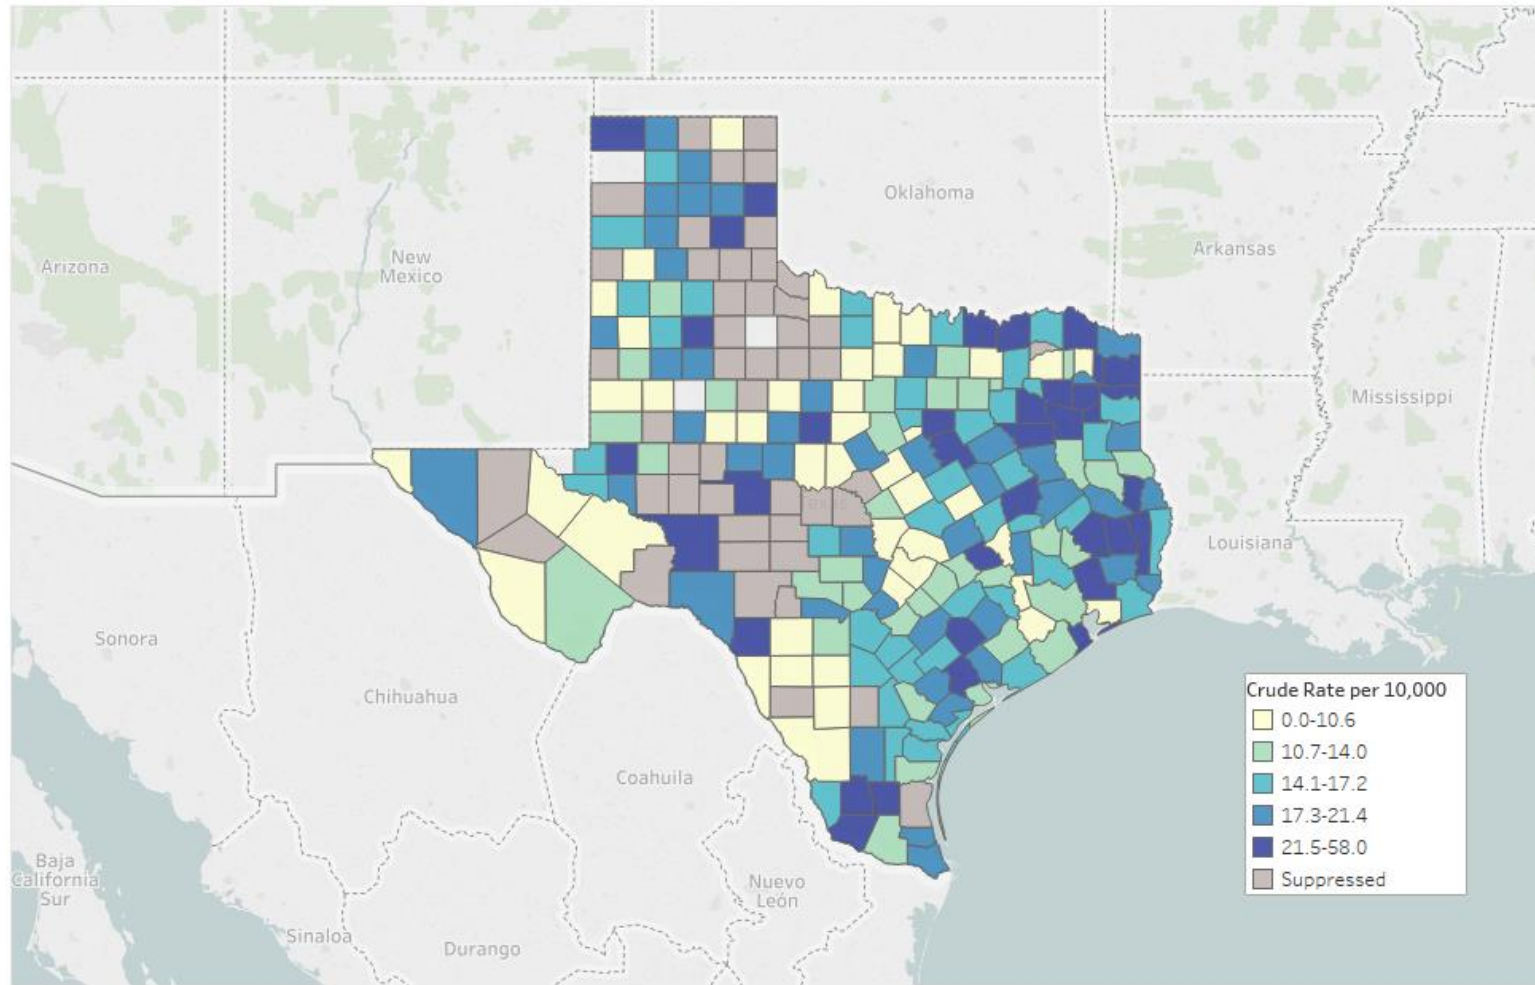 Oklahoma
Arkansas
New
Mexico
Arizona
Mississippi
Louisiana
Sonora
Chihuahua
Coahuila
Baja
California
Sur
Nuevo
León
Sinaloa
Durango
Crude Rate per 10,000
0.0-10.6
10.7-14.0
14.1-17.2
17.3-21.4
21.5-58.0
Suppressed